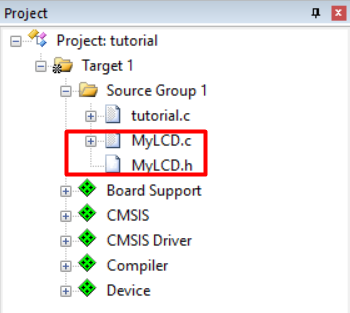 Project
Project: tutorial
Target 1
Source Group 1
tutorial.c
MyLCD.c
MyLCD.h
Board Support
CMSIS
CMSIS Driver
Compiler
Device